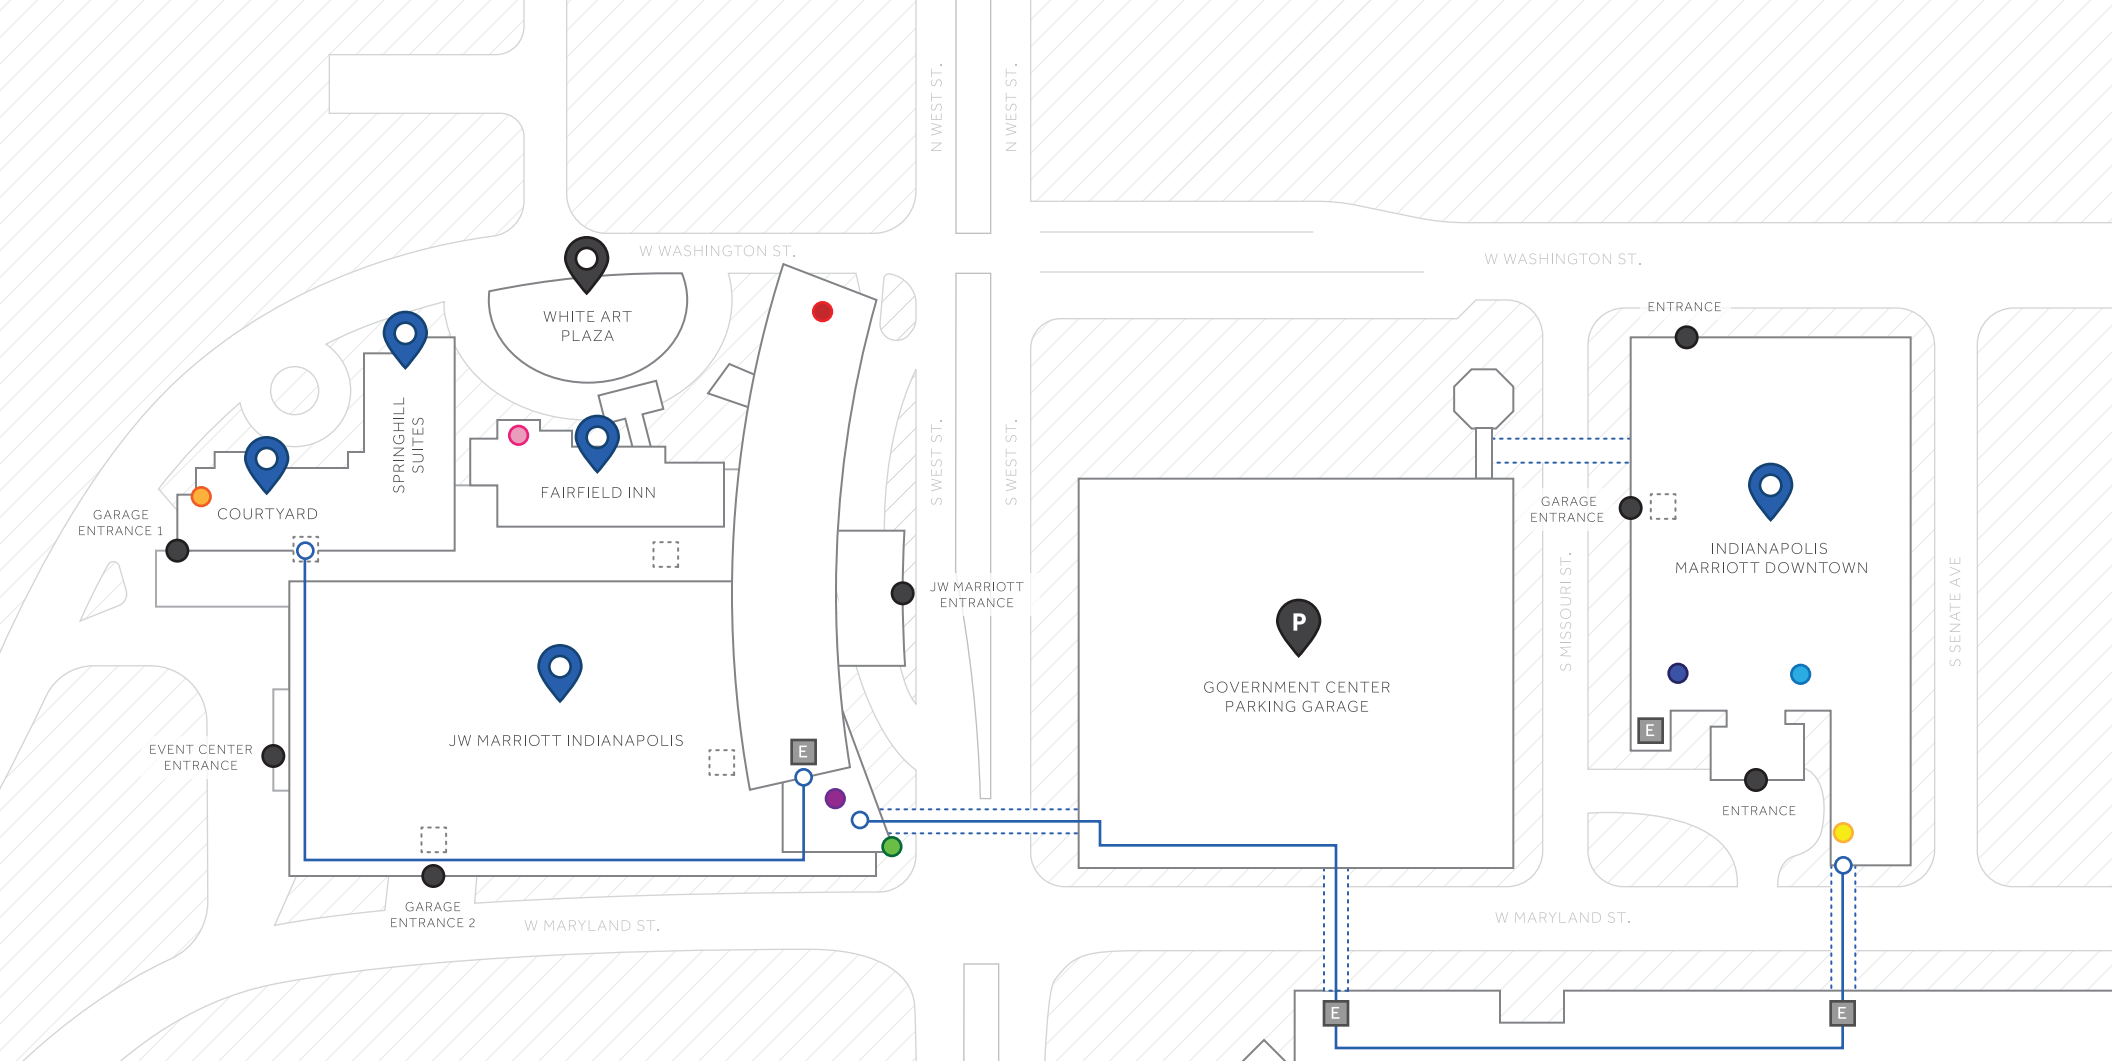 N WEST ST.
N WEST ST.
W WASHINGTON ST.
W WASHINGTON ST.
ENTRANCE
WHITE ART
PLAZA
SPRINGHILL
SUITES
S WEST ST.
S WEST ST.
FAIRFIELD INN
COURTYARD
GARAGE
ENTRANCE 1
GARAGE
ENTRANCE
INDIANAPOLIS
MARRIOTT DOWNTOWN
JW MARRIOTT
ENTRANCE
S MISSOURI ST.
S SENATE AVE
P
GOVERNMENT CENTER
PARKING GARAGE
JW MARRIOTT INDIANAPOLIS
EVENT CENTER
ENTRANCE
E
E
ENTRANCE
GARAGE
ENTRANCE 2
W MARYLAND ST.
W MARYLAND ST.
E
E